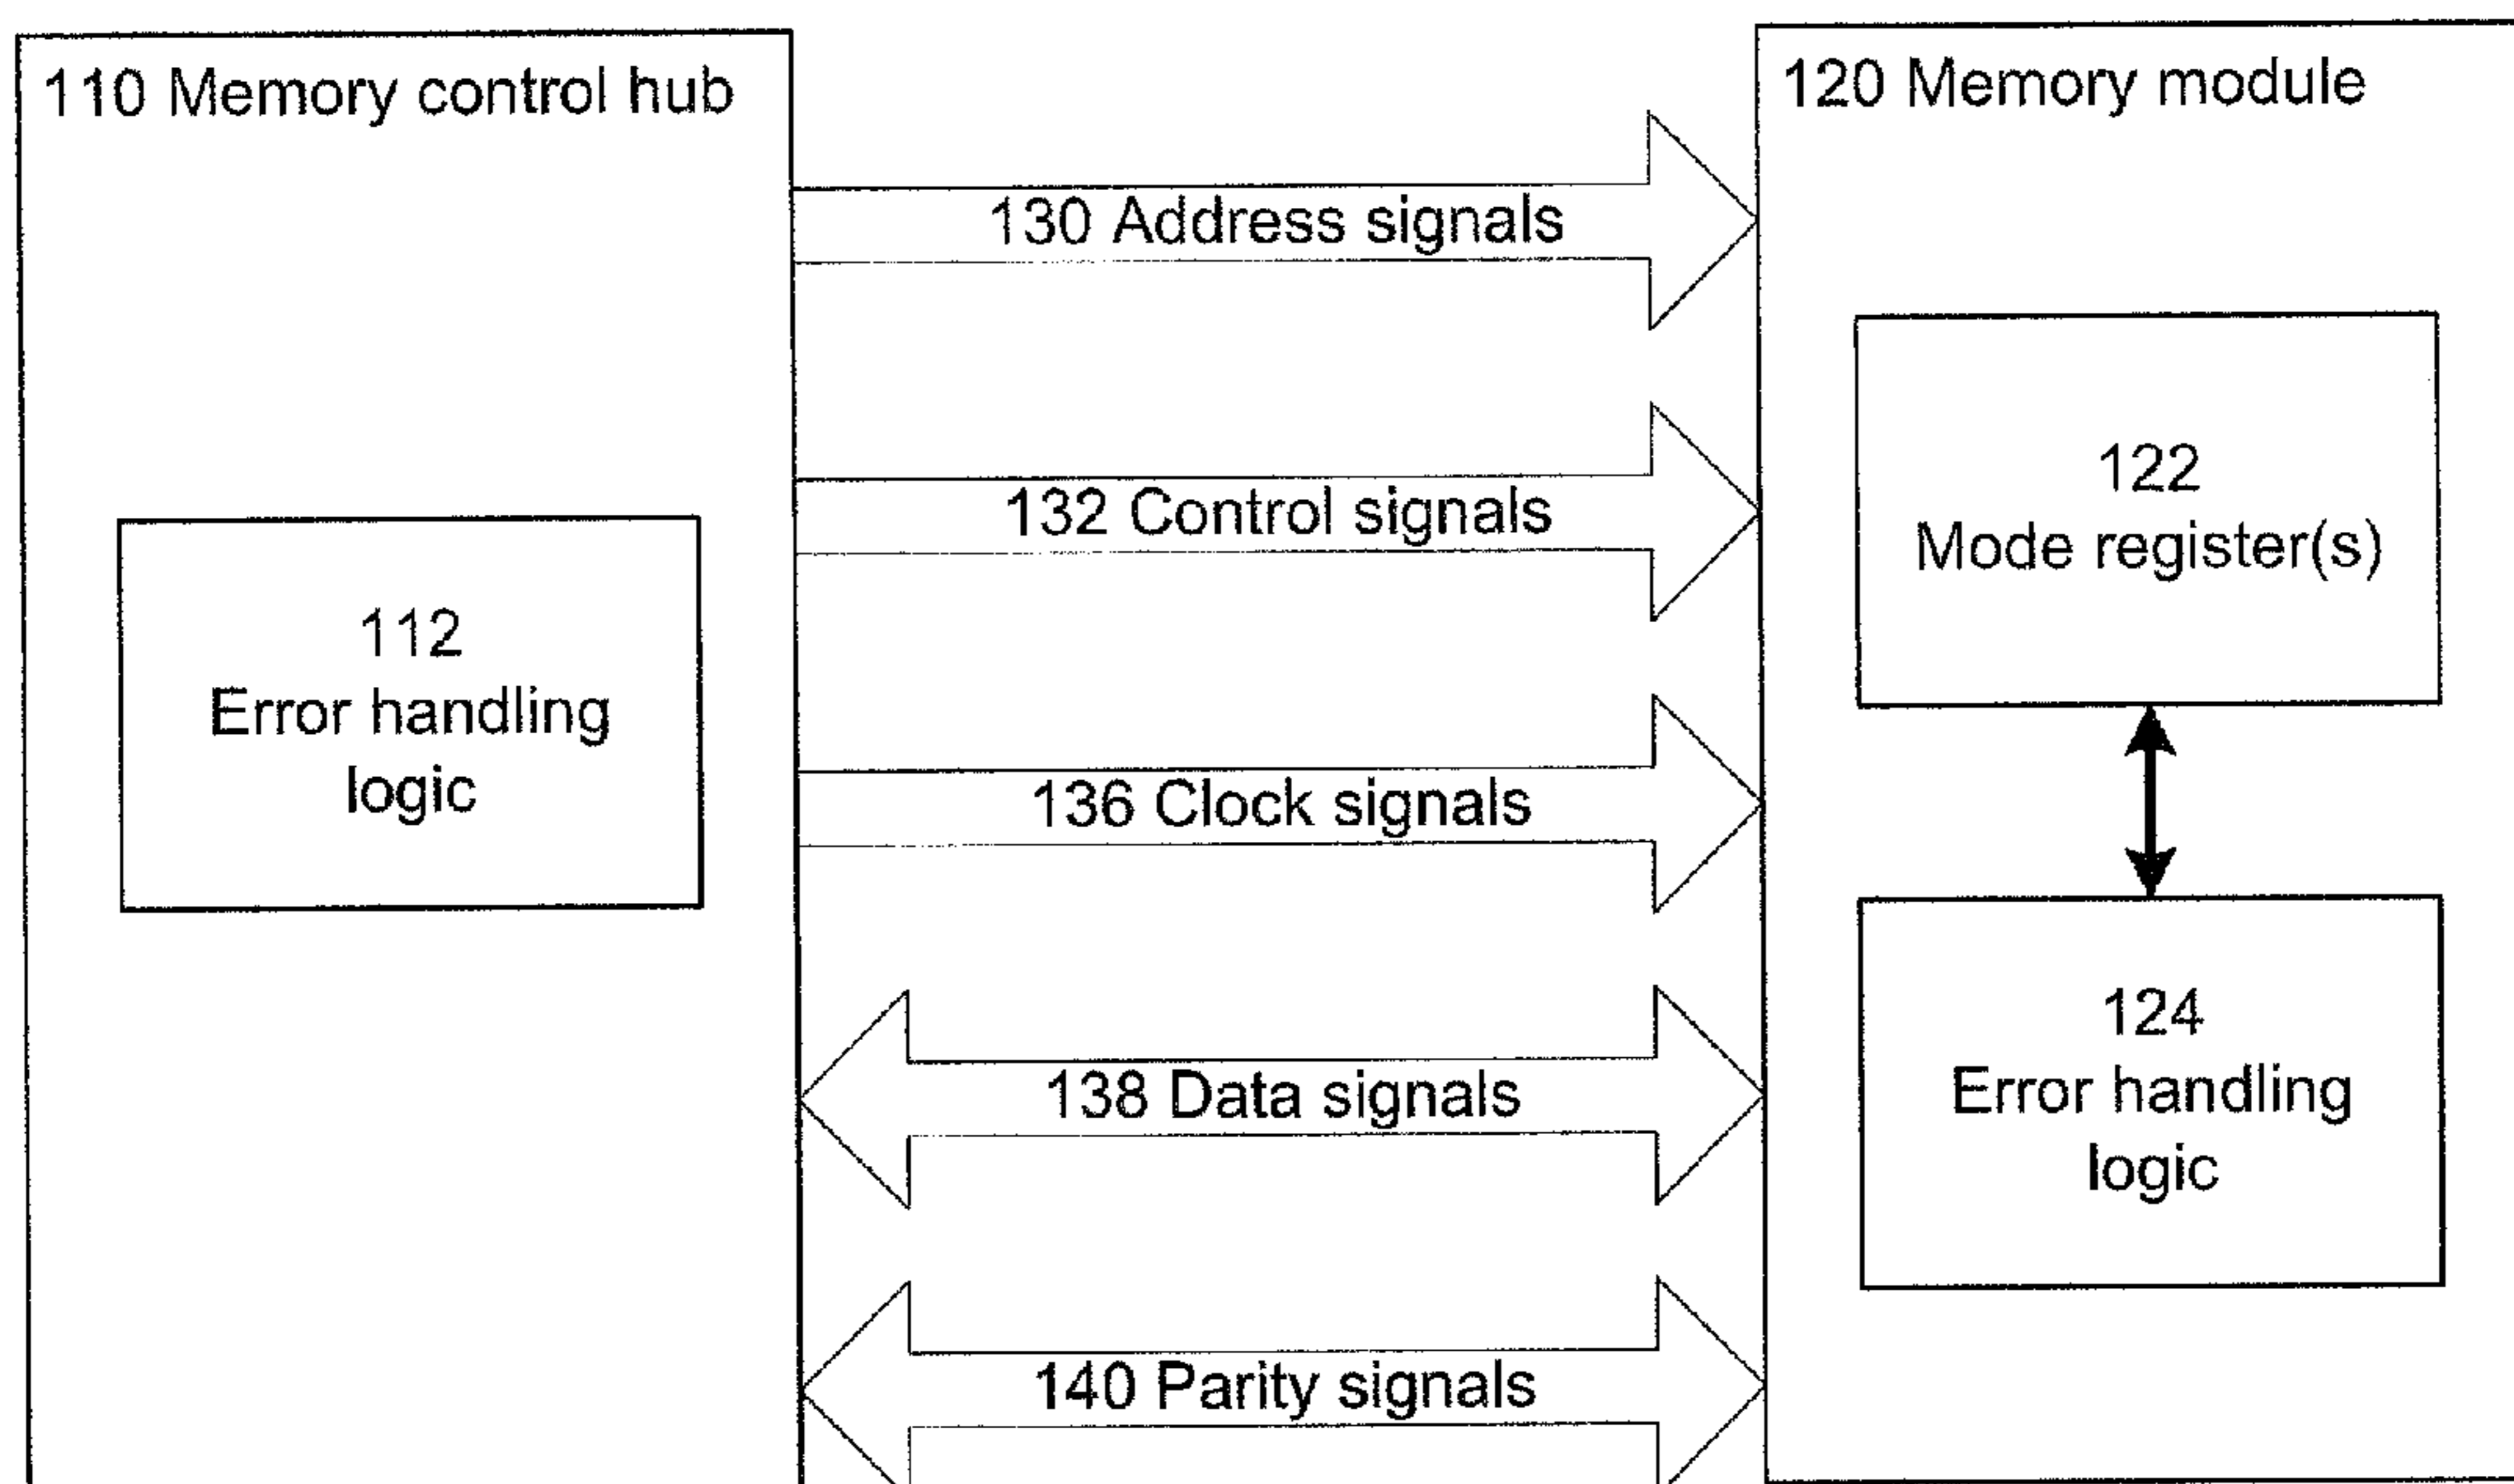 110 Memory control hub
112
Error handling
logic
130 Address signals
132 Control signals
136 Clock signals
138 Data signals
140 Parity signals
120 Memory module
122
Mode register(s)
124
Error handling
logic